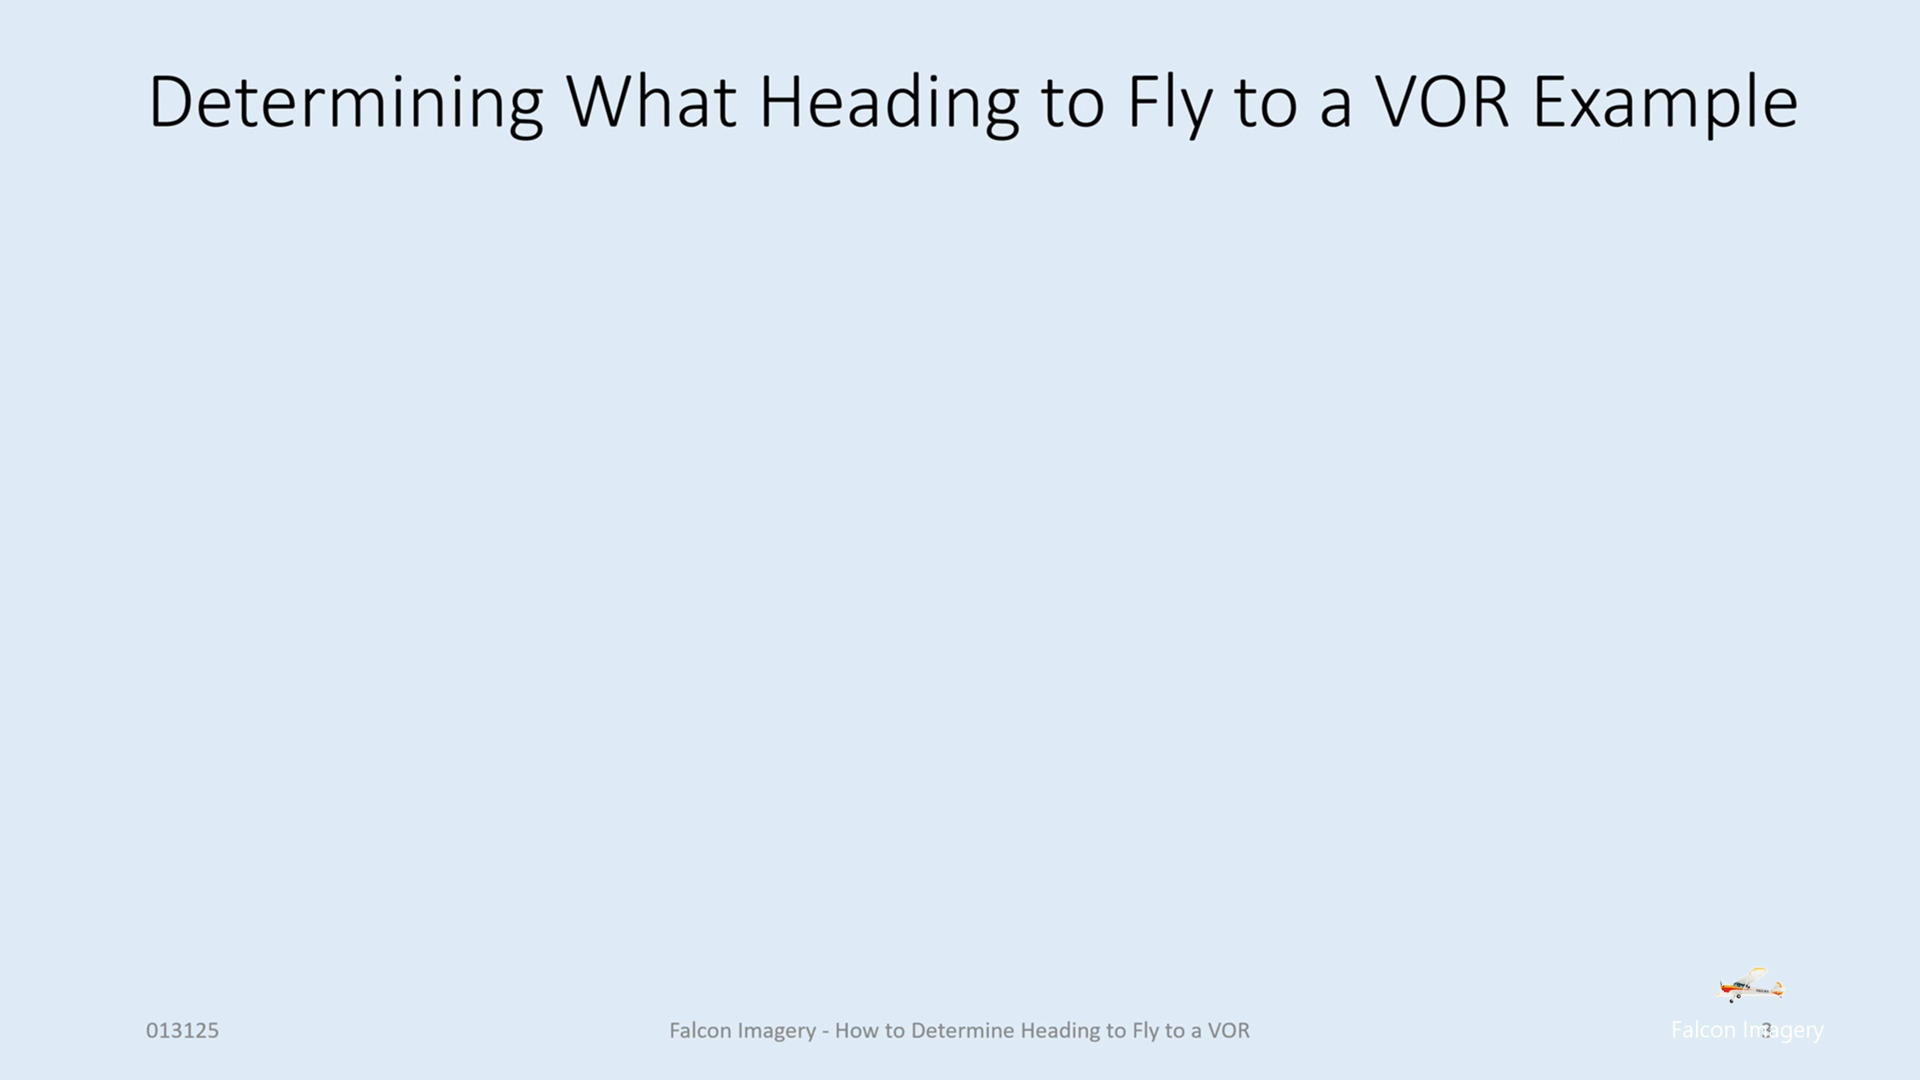 Determining What Heading to Fly to a VOR Example
013125
Falcon Imagery - How to Determine Heading to Fly to a VOR
3
Falcon Imagery